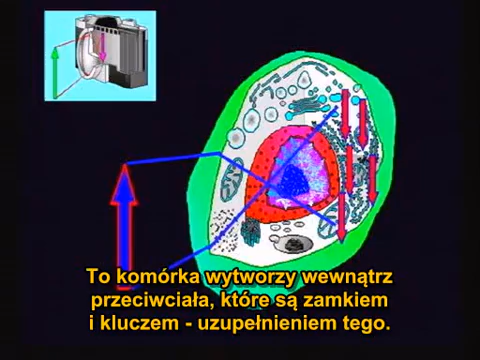 To komórka wytworzy wewnątrz
przeciwciała, które są zamkiem
i kluczem - uzupełnieniem tego.